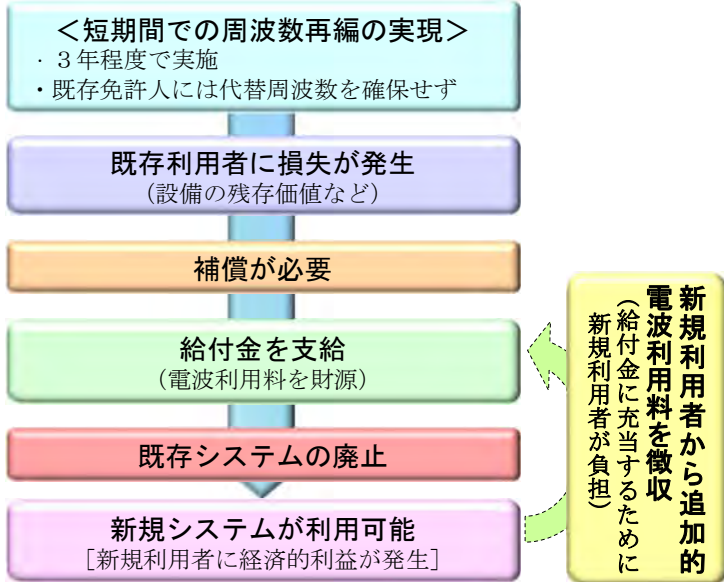 ＜短期間での周波数再編の実現＞
・３年程度で実施
・既存免許人には代替周波数を確保せず
既存利用者に損失が発生
（設備の残存価値など）
補償が必要
給付金を支給
（電波利用料を財源）
既存システムの廃止
新規システムが利用可能
［新規利用者に経済的利益が発生］
新規利用者から追加的
電波利用料を徴収
（給付金に充当するために
新規利用者が負担）